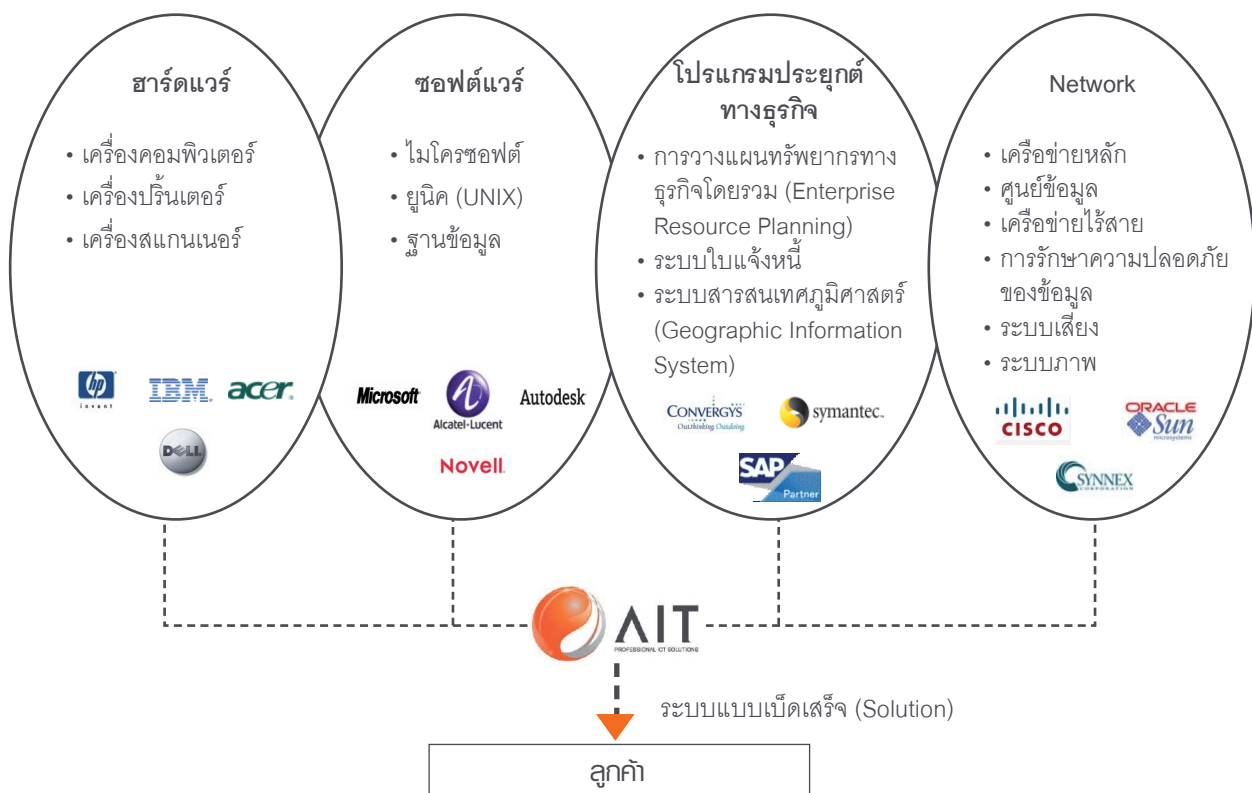 ฮาร์ดแวร์
• เครื่องคอมพิวเตอร์
• เครื่องปริ้นเตอร์
• เครื่องสแกนเนอร์
hp
invent
IBM
acer
DELL
ซอฟต์แวร์
• ไมโครซอฟต์
• ยูนิค (UNIX)
• ฐานข้อมูล
Microsoft
Alcatel·Lucent
Autodesk
Novell
โปรแกรมประยุกต์
ทางธุรกิจ
• การวางแผนทรัพยากรทาง
ธุรกิจโดยรวม (Enterprise
Resource Planning)
• ระบบใบแจ้งหนี้
• ระบบสารสนเทศภูมิศาสตร์
(Geographic Information
System)
CONVERGYS
Outthinking Outdoing
symantec.
SAP
Partner
Network
• เครือข่ายหลัก
• ศูนย์ข้อมูล
• เครือข่ายไร้สาย
• การรักษาความปลอดภัย
ของข้อมูล
• ระบบเสียง
• ระบบภาพ
CISCO
ORACLE
Sun
microsystems
SYNNEX
CORPORATION
AIT
PROFESSIONAL ICT SOLUTIONS
ระบบแบบเบ็ดเสร็จ (Solution)
ลูกค้า